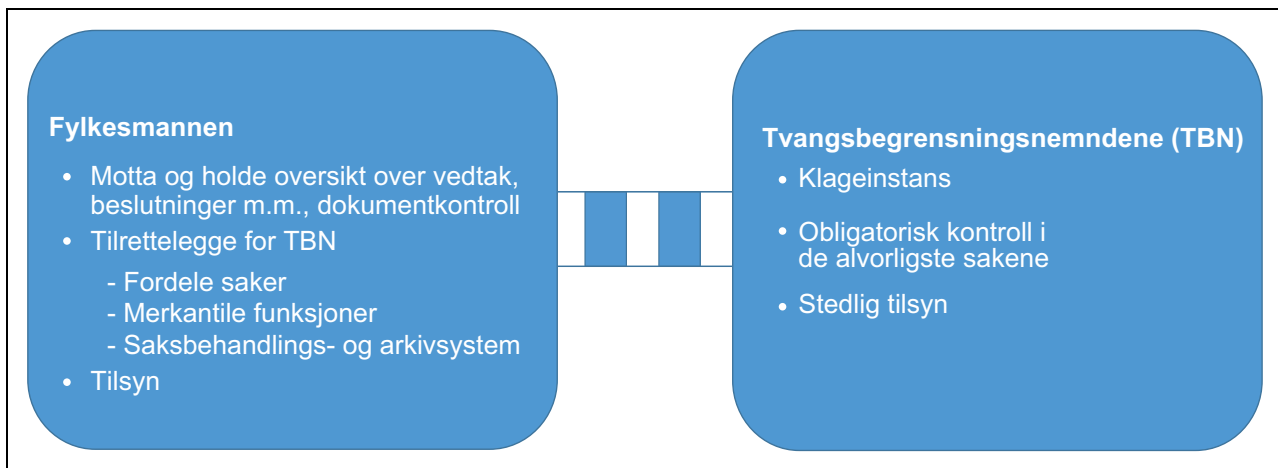 Fylkesmannen
• Motta og holde oversikt over vedtak,
beslutninger m.m., dokumentkontroll
• Tilrettelegge for TBN
- Fordele saker
- Merkantile funksjoner
- Saksbehandlings- og arkivsystem
• Tilsyn
Tvangsbegrensningsnemndene (TBN)
• Klageinstans
• Obligatorisk kontroll i
de alvorligste sakene
• Stedlig tilsyn